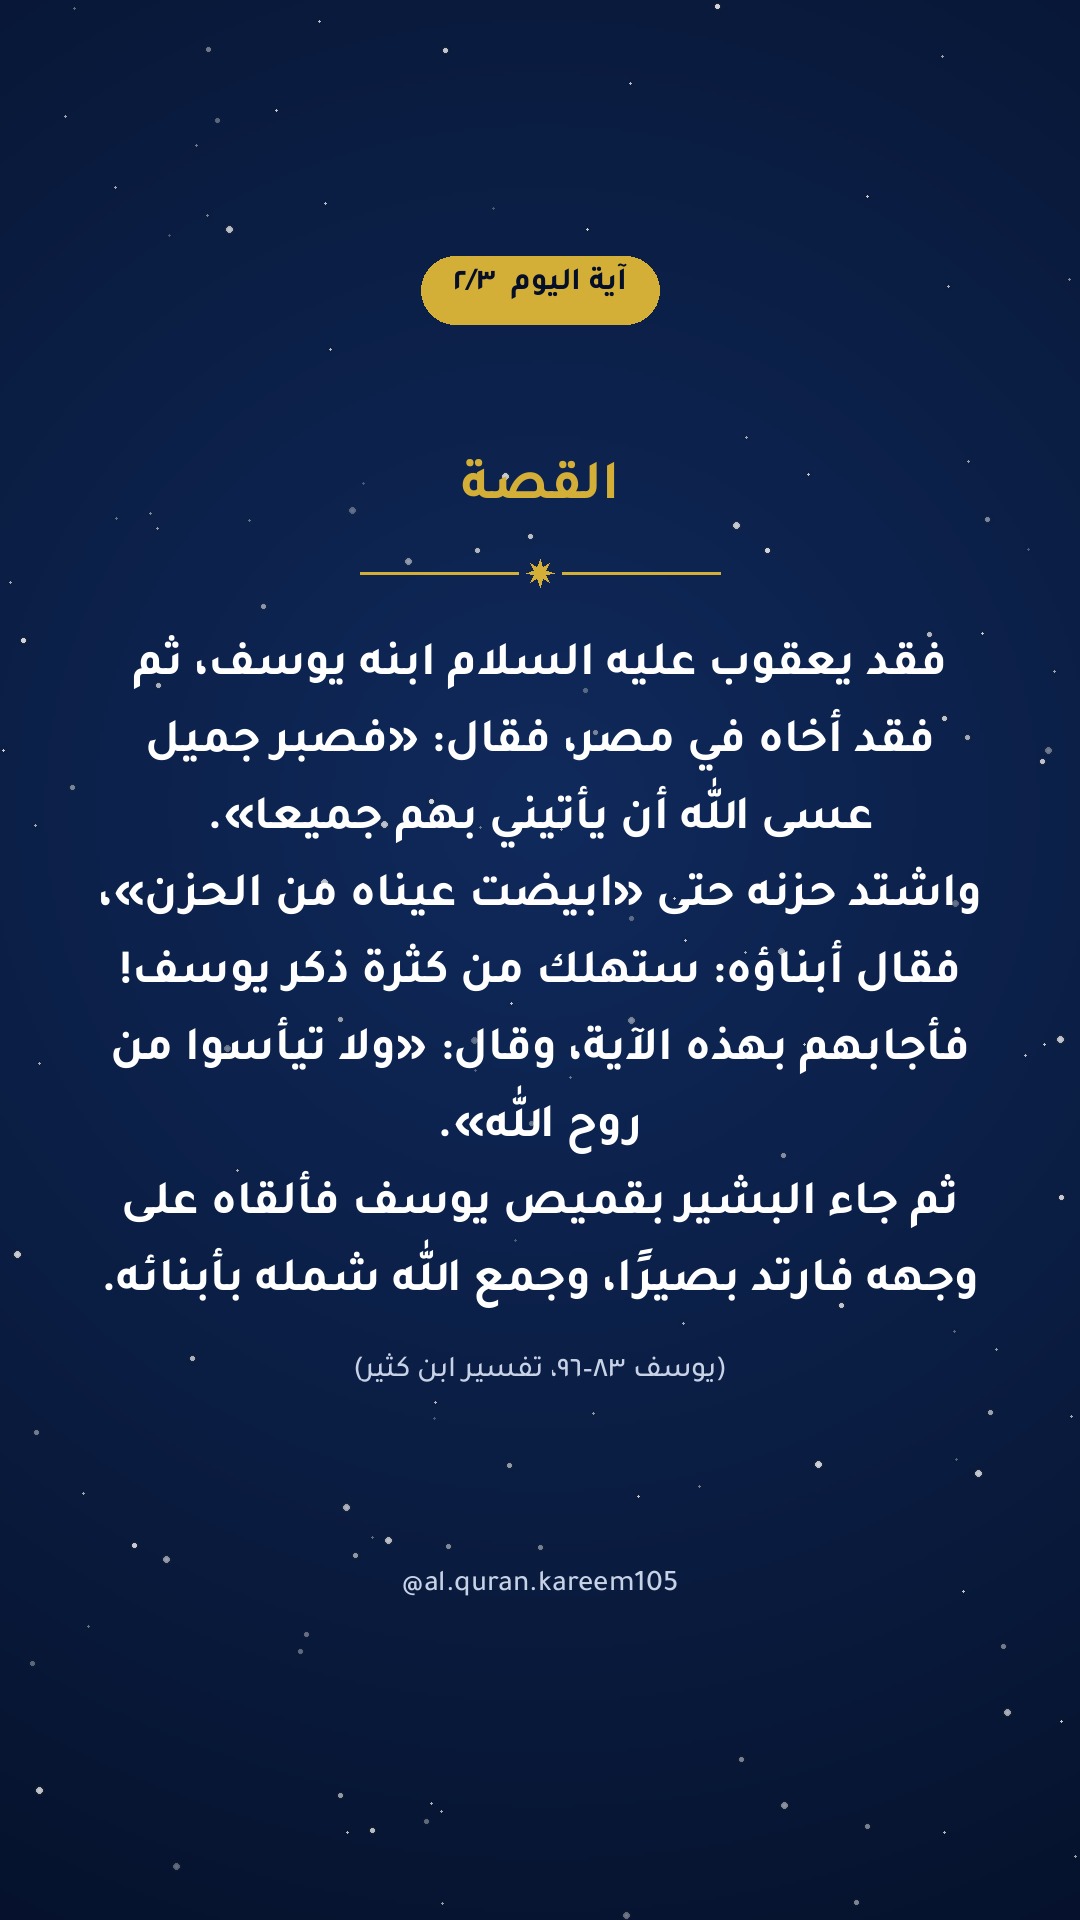 آية اليوم ٢/٣
القصة
فقد يعقوب عليه السلام ابنه يوسف، ثم
فقد أخاه في مصر، فقال: «فصبر جميل
عسى الله أن يأتيني بهم جميعا».
واشتد حزنه حتى «ابيضت عيناه من الحزن»،
فقال أبناؤه: ستهلك من كثرة ذكر يوسف!
فأجابهم بهذه الآية، وقال: «ولا تيأسوا من
روح الله».
ثم جاء البشير بقميص يوسف فألقاه على
وجهه فارتد بصيرًا، وجمع الله شمله بأبنائه.
(يوسف ٨٣-٩٦، تفسير ابن كثير)
@al.quran.kareem105